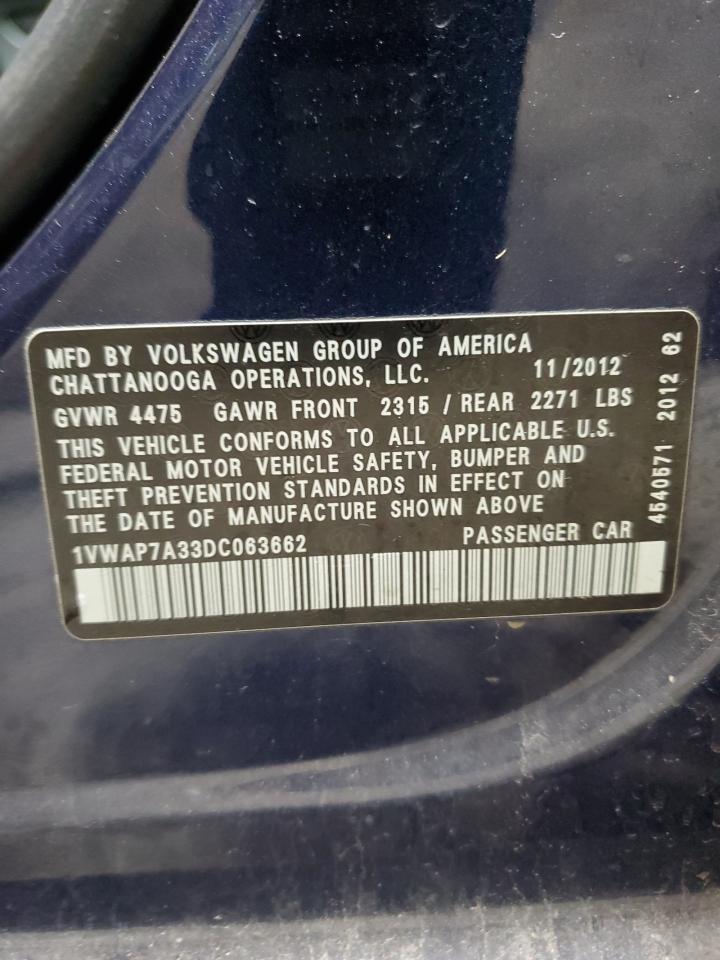 MFD BY VOLKSWAGEN GROUP OF AMERICA
CHATTANOOGA OPERATIONS, LLC. 11/2012
GVWR 4475 GAWR FRONT 2315 / REAR 2271 LBS
THIS VEHICLE CONFORMS TO ALL APPLICABLE U.S.
FEDERAL MOTOR VEHICLE SAFETY, BUMPER AND
THEFT PREVENTION STANDARDS IN EFFECT ON
THE DATE OF MANUFACTURE SHOWN ABOVE
1VWAP7A33DC063662 PASSENGER CAR
4540571 2012 62